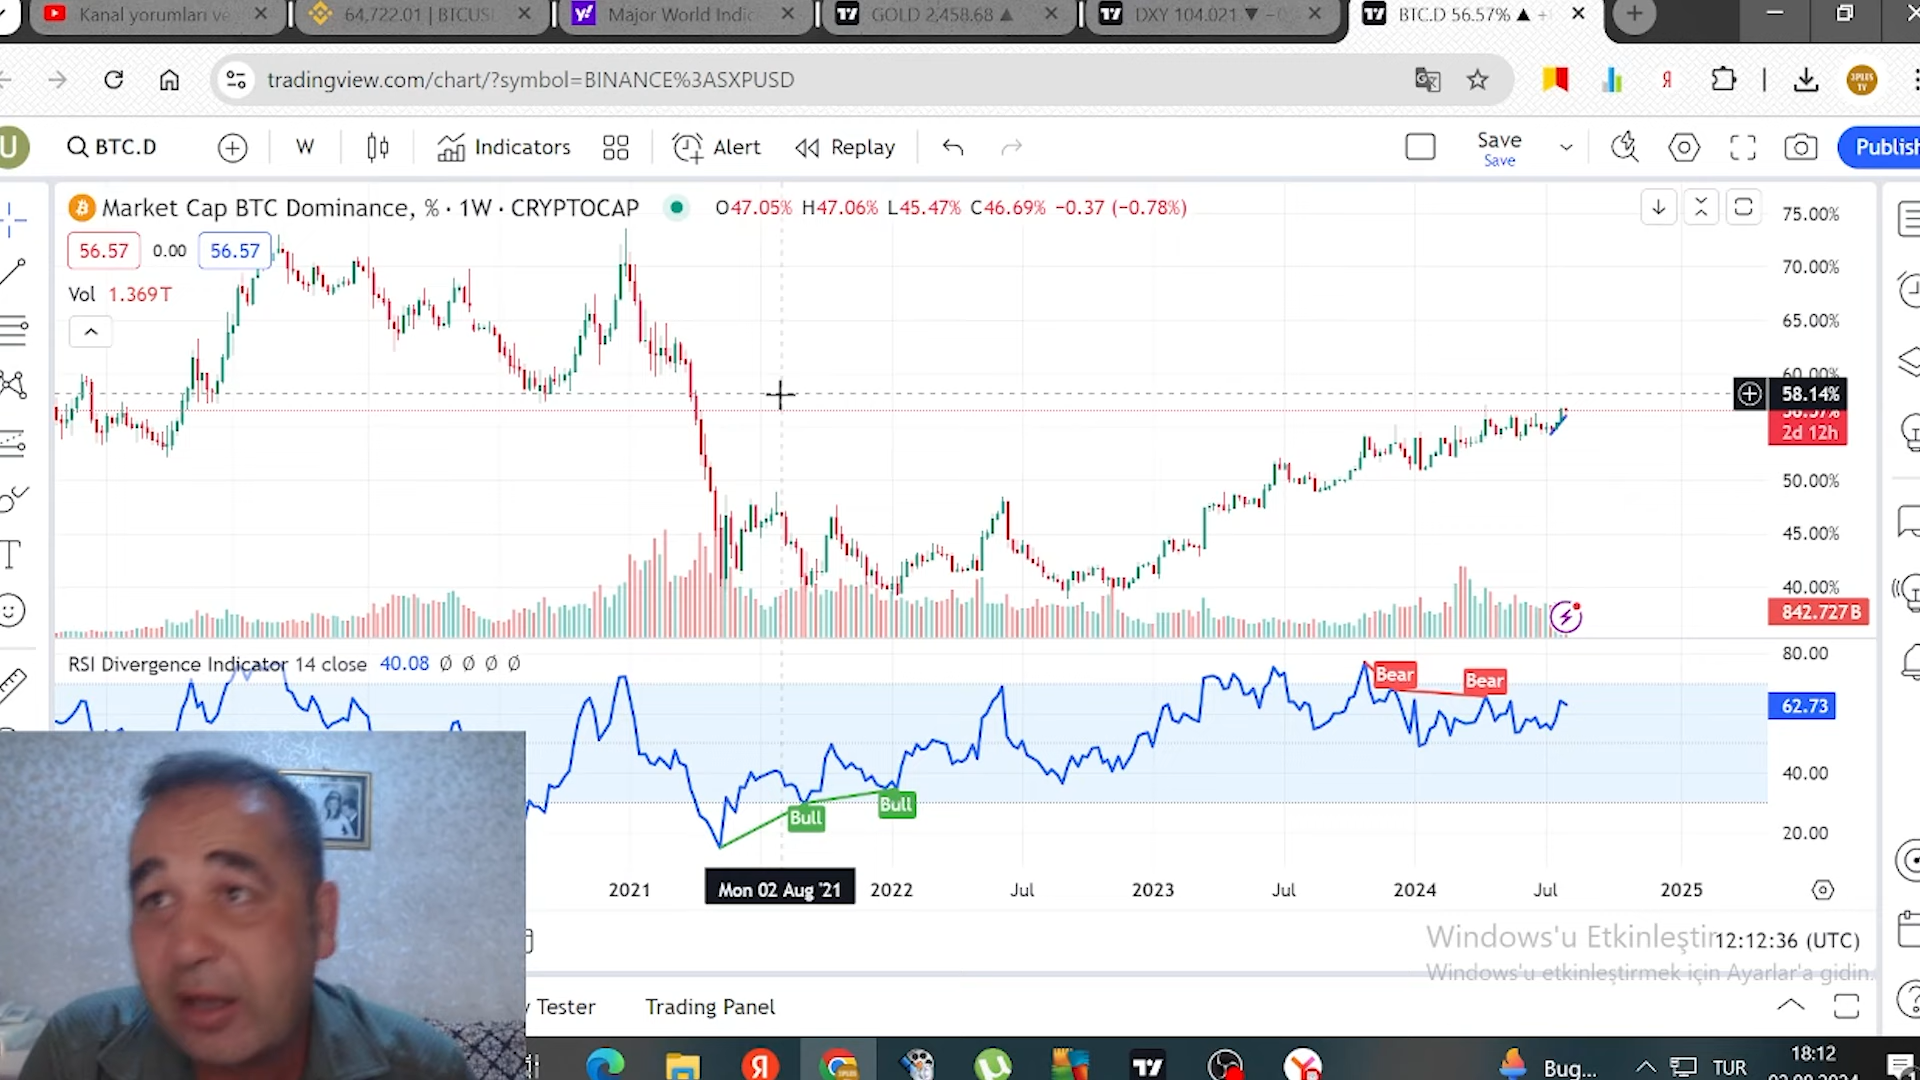 Kanal yorumları ve
64,722.01 | BTCUS
Major World Indic
GOLD 2,458.68 ▲
DXY 104.021 ▼ −
BTC.D 56.57% ▲ +
tradingview.com/chart/?symbol=BINANCE%3ASXPUSD
U
BTC.D
W
Indicators
Alert
Replay
Save
Save
Publish
Market Cap BTC Dominance, % · 1W · CRYPTOCAP
O47.05% H47.06% L45.47% C46.69% −0.37 (−0.78%)
56.57
0.00
56.57
Vol 1.369T
75.00%
70.00%
65.00%
60.00%
58.14%
56.57%
2d 12h
50.00%
45.00%
40.00%
842.727B
RSI Divergence Indicator 14 close 40.08 Ø Ø Ø Ø
80.00
62.73
40.00
20.00
Bear
Bear
Bull
Bull
2021
Mon 02 Aug '21
2022
Jul
2023
Jul
2024
Jul
2025
Windows'u Etkinleştir
12:12:36 (UTC)
Windows'u etkinleştirmek için Ayarlar'a gidin.
Tester
Trading Panel
Bug...
TUR
18:12